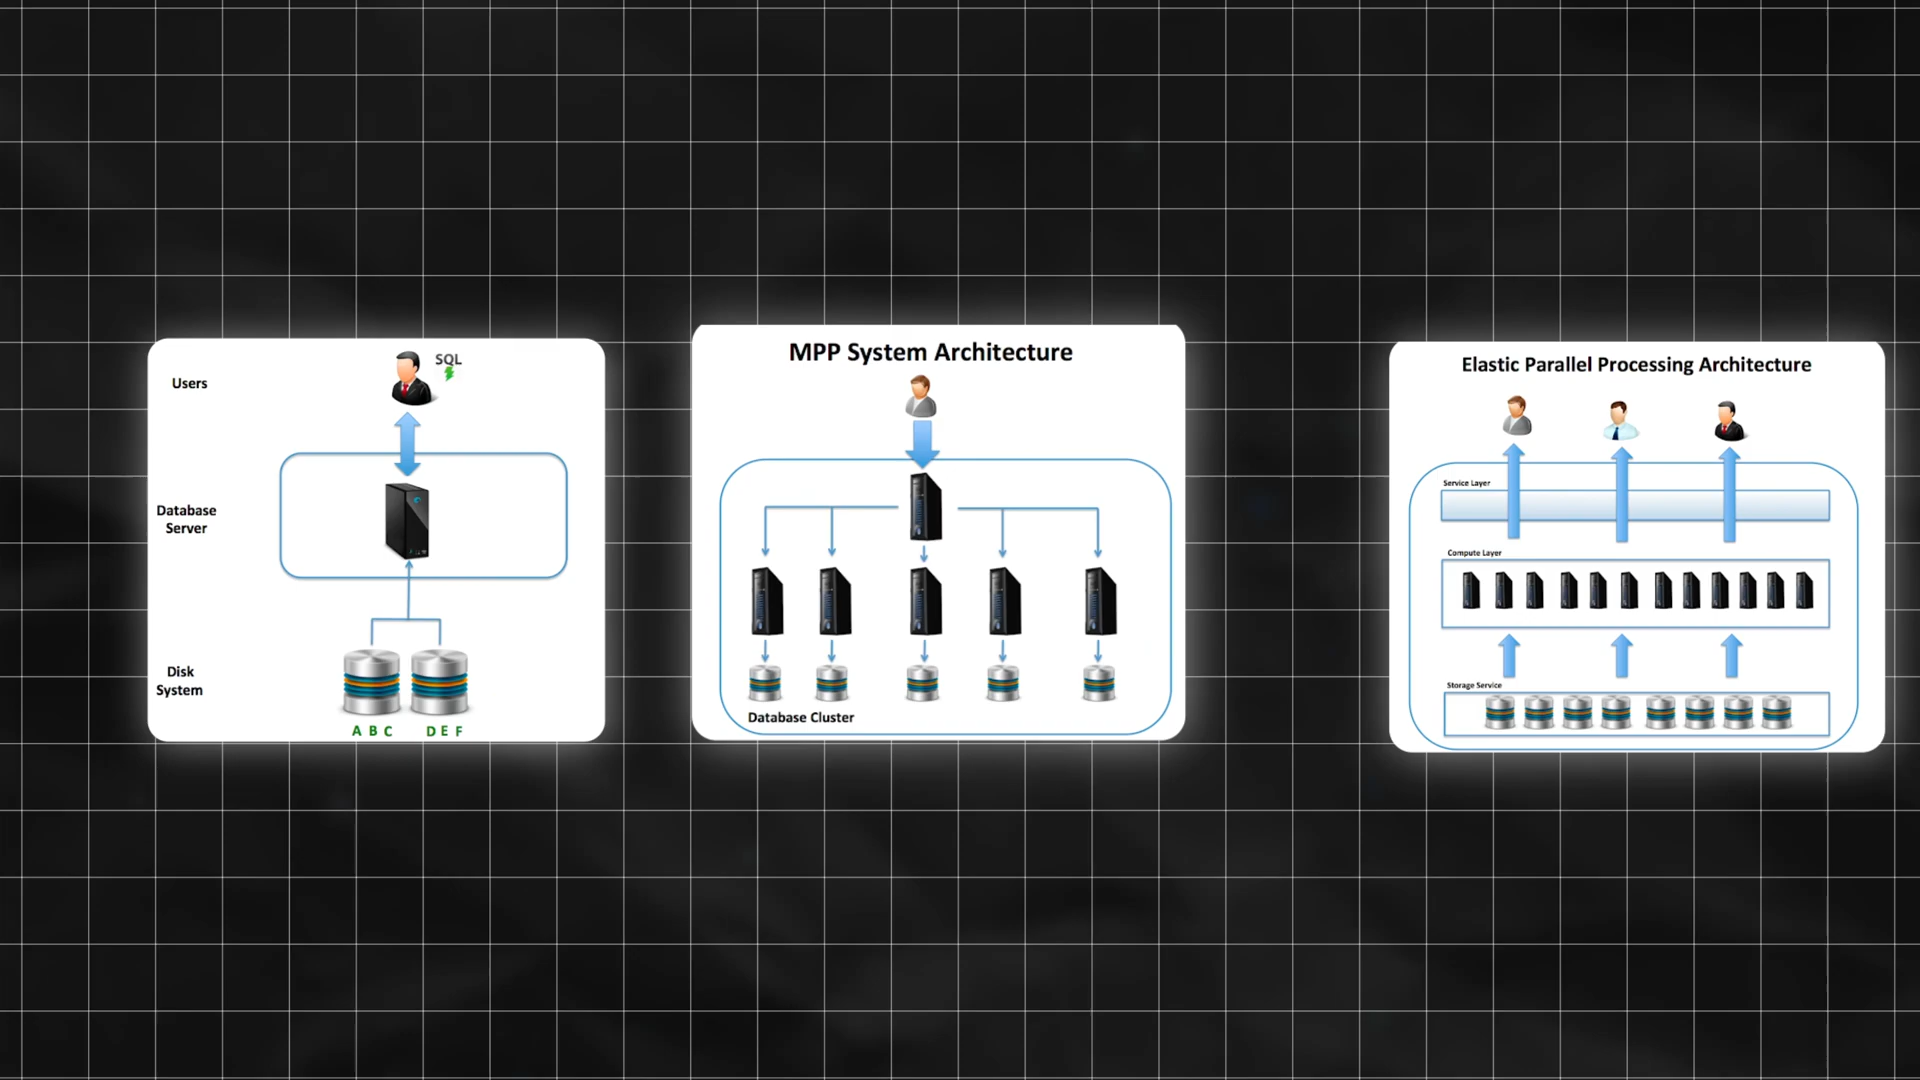 SQL
Users
Database
Server
Disk
System
A B C
D E F
MPP System Architecture
Database Cluster
Elastic Parallel Processing Architecture
Service Layer
Compute Layer
Storage Service